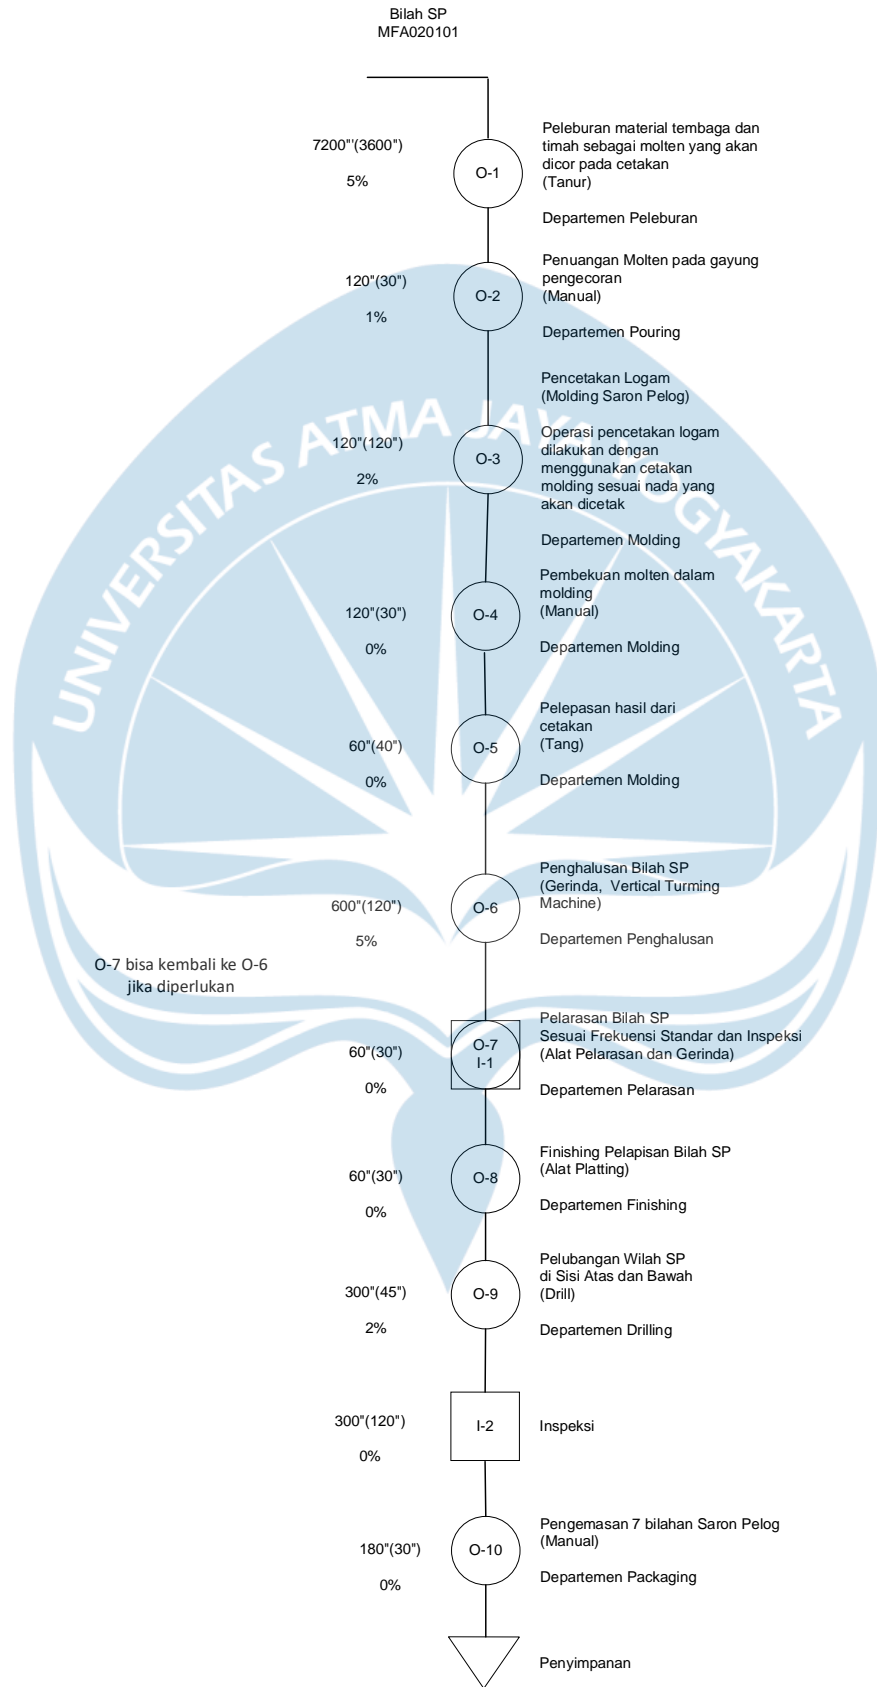 Bilah SP
MFA020101
7200"'(3600")
5%
O-1
Peleburan material tembaga dan
timah sebagai molten yang akan
dicor pada cetakan
(Tanur)
Departemen Peleburan
120"(30")
1%
O-2
Penuangan Molten pada gayung
pengecoran
(Manual)
Departemen Pouring
Pencetakan Logam
(Molding Saron Pelog)
120"(120")
2%
O-3
Operasi pencetakan logam
dilakukan dengan
menggunakan cetakan
molding sesuai nada yang
akan dicetak
Departemen Molding
120"(30")
0%
O-4
Pembekuan molten dalam
molding
(Manual)
Departemen Molding
60"(40")
0%
O-5
Pelepasan hasil dari
cetakan
(Tang)
Departemen Molding
600"(120")
5%
O-6
Penghalusan Bilah SP
(Gerinda,  Vertical Turming
Machine)
Departemen Penghalusan
O-7 bisa kembali ke O-6
jika diperlukan
60"(30")
0%
O-7
I-1
Pelarasan Bilah SP
Sesuai Frekuensi Standar dan Inspeksi
(Alat Pelarasan dan Gerinda)
Departemen Pelarasan
60"(30")
0%
O-8
Finishing Pelapisan Bilah SP
(Alat Platting)
Departemen Finishing
300"(45")
2%
O-9
Pelubangan Wilah SP
di Sisi Atas dan Bawah
(Drill)
Departemen Drilling
300"(120")
0%
I-2
Inspeksi
180"(30")
0%
O-10
Pengemasan 7 bilahan Saron Pelog
(Manual)
Departemen Packaging
Penyimpanan
UNIVERSITAS ATMA JAYA YOGYAKARTA